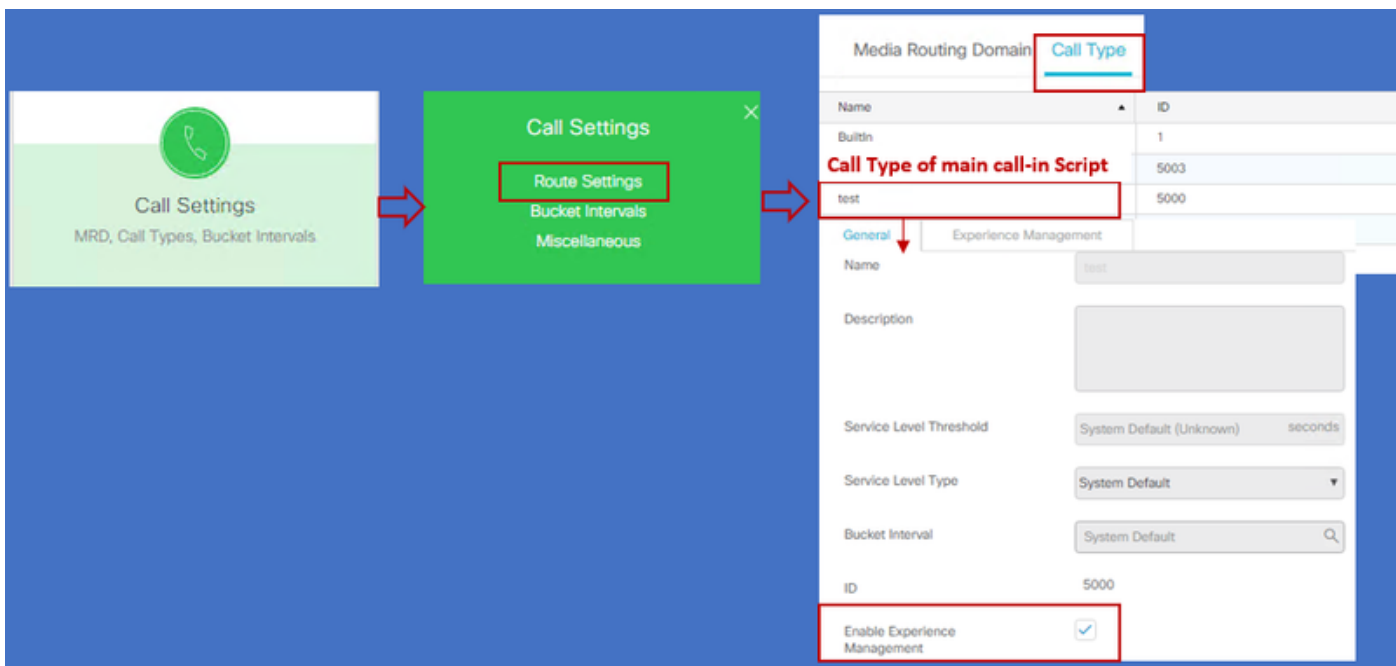 Call Settings
MRD, Call Types, Bucket Intervals
Call Settings
Route Settings
Bucket Intervals
Miscellaneous
Media Routing Domain Call Type
Name ID
BuiltIn 1
Call Type of main call-in Script 5003
test 5000
General Experience Management
Name test
Description
Service Level Threshold System Default (Unknown) seconds
Service Level Type System Default
Bucket Interval System Default
ID 5000
Enable Experience
Management